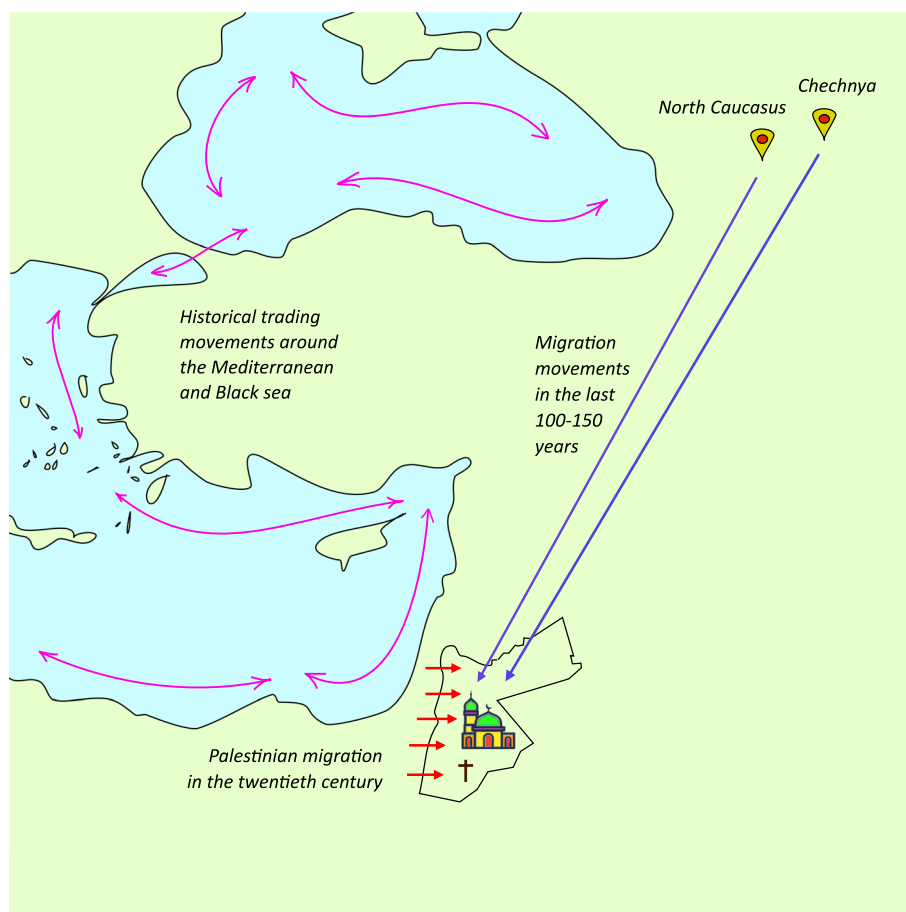 Chechnya
North Caucasus
Historical trading
movements around
the Mediterranean
and Black sea
Migration
movements
in the last
100-150
years
Palestinian migration
in the twentieth century